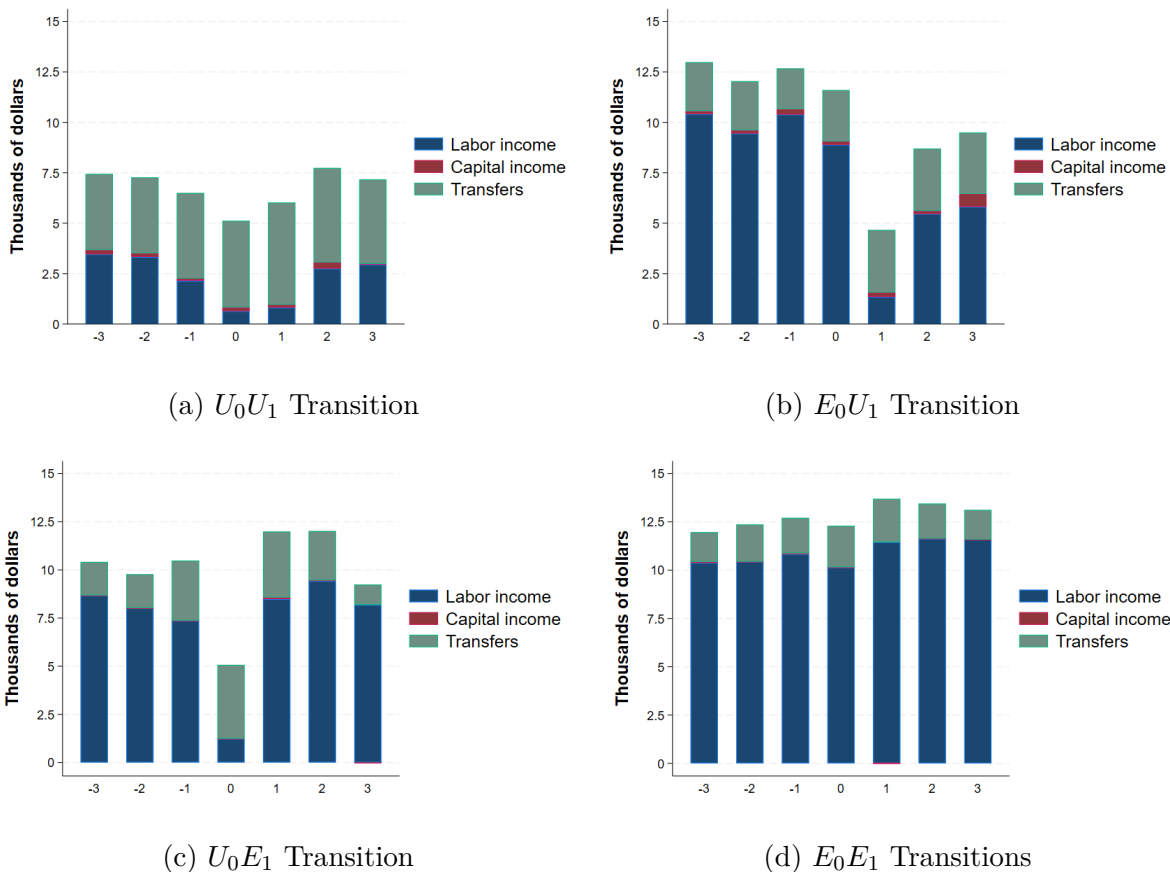 Thousands of dollars
15
12.5
10
7.5
5
2.5
0
-3 -2 -1 0 1 2 3
Labor income
Capital income
Transfers
(a) U₀U₁ Transition
Thousands of dollars
15
12.5
10
7.5
5
2.5
0
-3 -2 -1 0 1 2 3
Labor income
Capital income
Transfers
(b) E₀U₁ Transition
Thousands of dollars
15
12.5
10
7.5
5
2.5
0
-3 -2 -1 0 1 2 3
Labor income
Capital income
Transfers
(c) U₀E₁ Transition
Thousands of dollars
15
12.5
10
7.5
5
2.5
0
-3 -2 -1 0 1 2 3
Labor income
Capital income
Transfers
(d) E₀E₁ Transitions